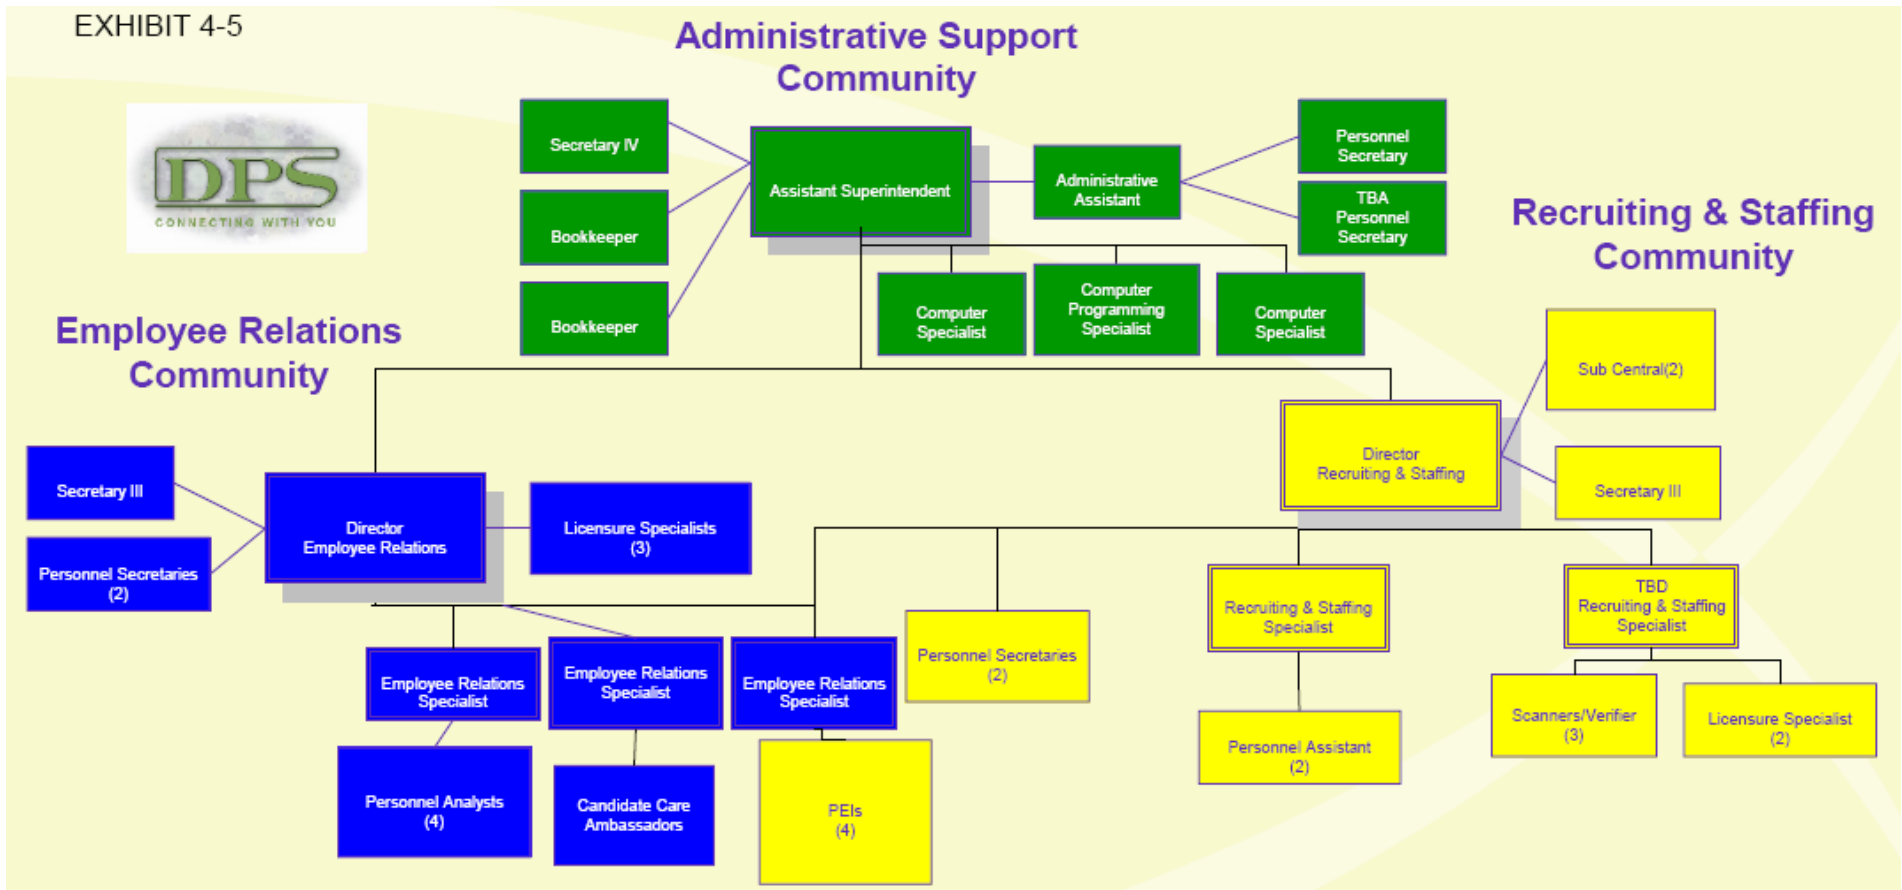 EXHIBIT 4-5
Administrative Support
Community
DPS
CONNECTING WITH YOU
Secretary IV
Bookkeeper
Bookkeeper
Assistant Superintendent
Administrative
Assistant
Personnel
Secretary
TBA
Personnel
Secretary
Computer
Specialist
Computer
Programming
Specialist
Computer
Specialist
Recruiting & Staffing
Community
Sub Central(2)
Director
Recruiting & Staffing
Secretary III
Employee Relations
Community
Secretary III
Personnel Secretaries
(2)
Director
Employee Relations
Licensure Specialists
(3)
Employee Relations
Specialist
Employee Relations
Specialist
Employee Relations
Specialist
Personnel Secretaries
(2)
Recruiting & Staffing
Specialist
TBD
Recruiting & Staffing
Specialist
Personnel Analysts
(4)
Candidate Care
Ambassadors
PEIs
(4)
Personnel Assistant
(2)
Scanners/Verifier
(3)
Licensure Specialist
(2)